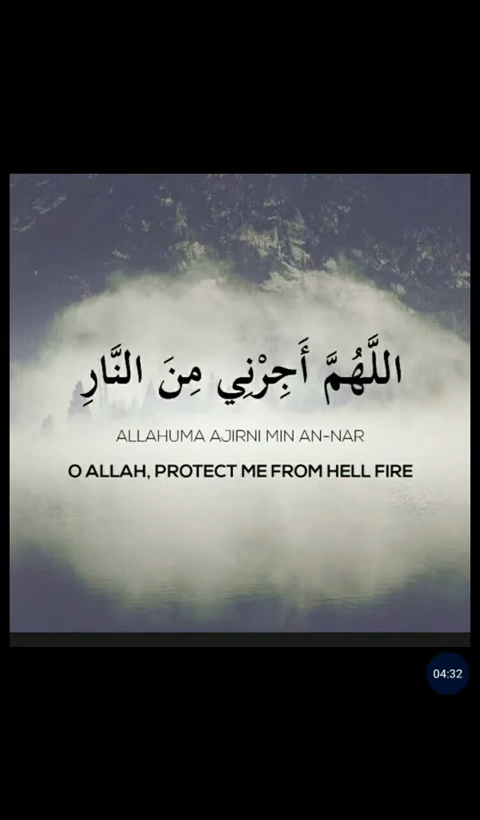 اللَّهُمَّ أَجِرْنِي مِنَ النَّارِ
ALLAHUMA AJIRNI MIN AN-NAR
O ALLAH, PROTECT ME FROM HELL FIRE
04:32